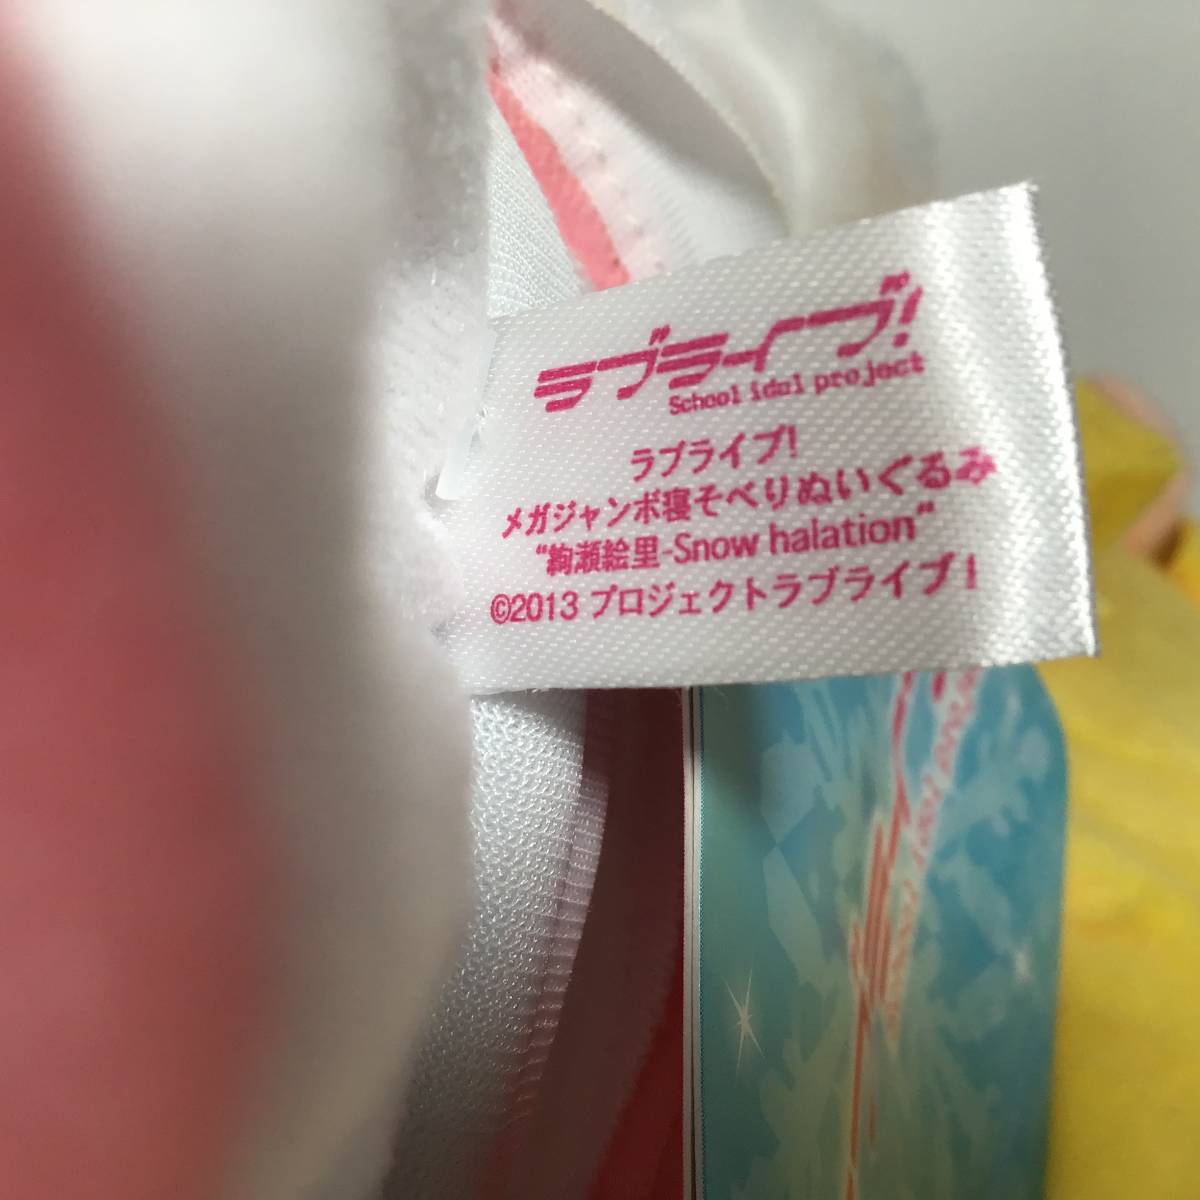 ラブライブ!
School idol project
ラブライブ!
メガジャンボ寝そべりぬいぐるみ
“絢瀬絵里-Snow halation”
©2013 プロジェクトラブライブ!